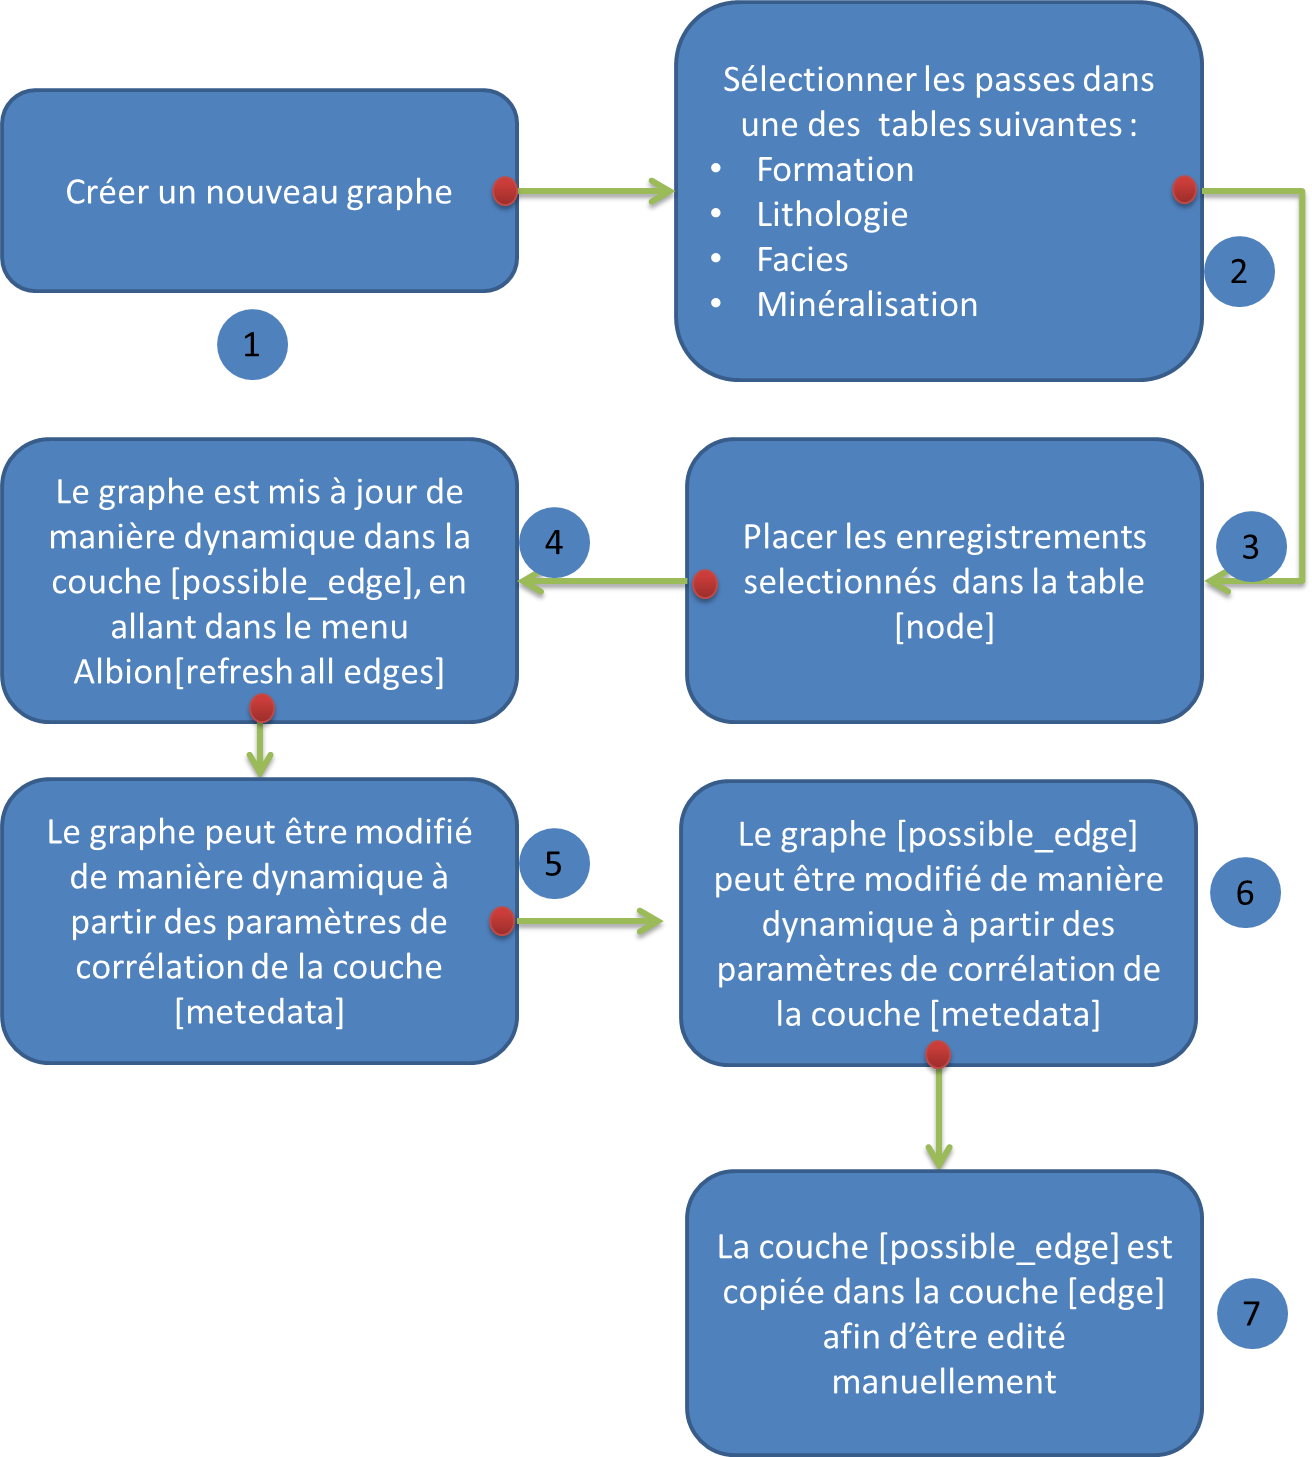 Créer un nouveau graphe
1
Sélectionner les passes dans
une des tables suivantes :
• Formation
• Lithologie
• Facies
• Minéralisation
2
Placer les enregistrements
selectionnés dans la table
[node]
3
Le graphe est mis à jour de
manière dynamique dans la
couche [possible_edge], en
allant dans le menu
Albion[refresh all edges]
4
Le graphe peut être modifié
de manière dynamique à
partir des paramètres de
corrélation de la couche
[metedata]
5
Le graphe [possible_edge]
peut être modifié de manière
dynamique à partir des
paramètres de corrélation de
la couche [metedata]
6
La couche [possible_edge] est
copiée dans la couche [edge]
afin d’être edité
manuellement
7